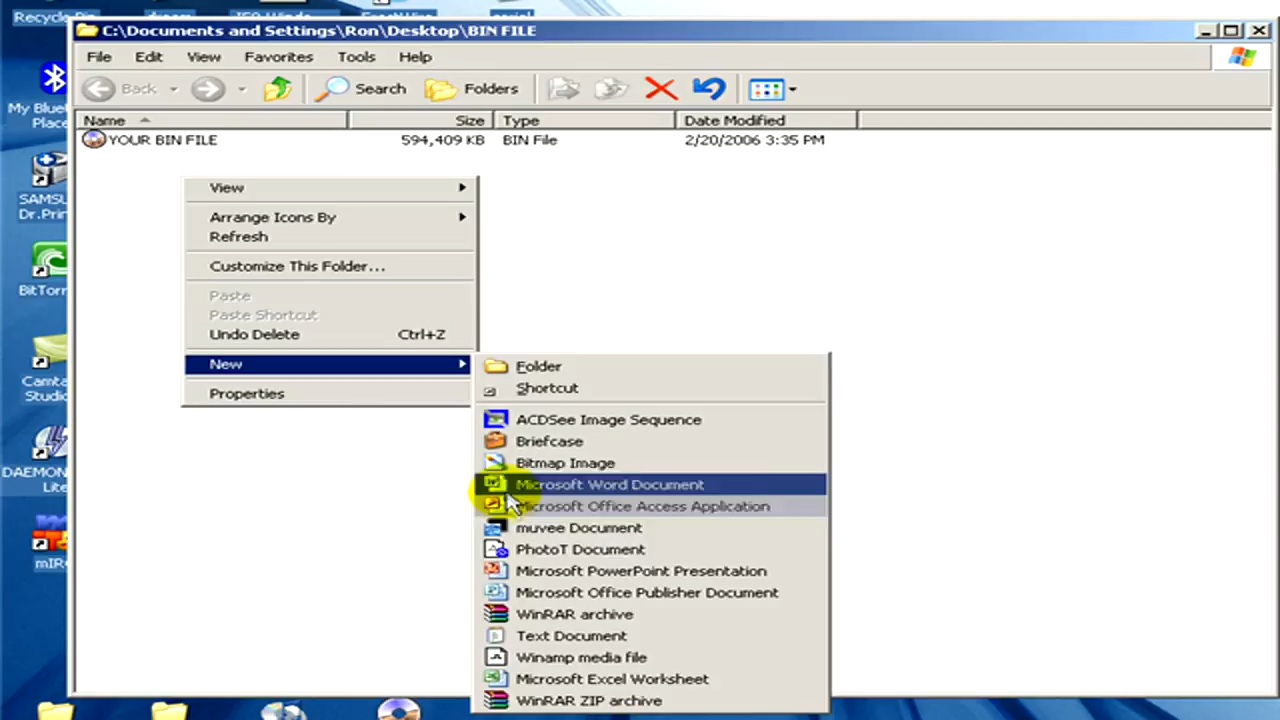 Recycle Bin
C:\Documents and Settings\Ron\Desktop\BIN FILE
File Edit View Favorites Tools Help
Back Search Folders
Name Size Type Date Modified
YOUR BIN FILE 594,409 KB BIN File 2/20/2006 3:35 PM
My Blue
Place
SAMSU
Dr.Prin
BitTorr
Camta
Studio
DAEMON
Lite
mIRC
View
Arrange Icons By
Refresh
Customize This Folder...
Paste
Paste Shortcut
Undo Delete Ctrl+Z
New
Properties
Folder
Shortcut
ACDSee Image Sequence
Briefcase
Bitmap Image
Microsoft Word Document
Microsoft Office Access Application
muvee Document
PhotoT Document
Microsoft PowerPoint Presentation
Microsoft Office Publisher Document
WinRAR archive
Text Document
Winamp media file
Microsoft Excel Worksheet
WinRAR ZIP archive